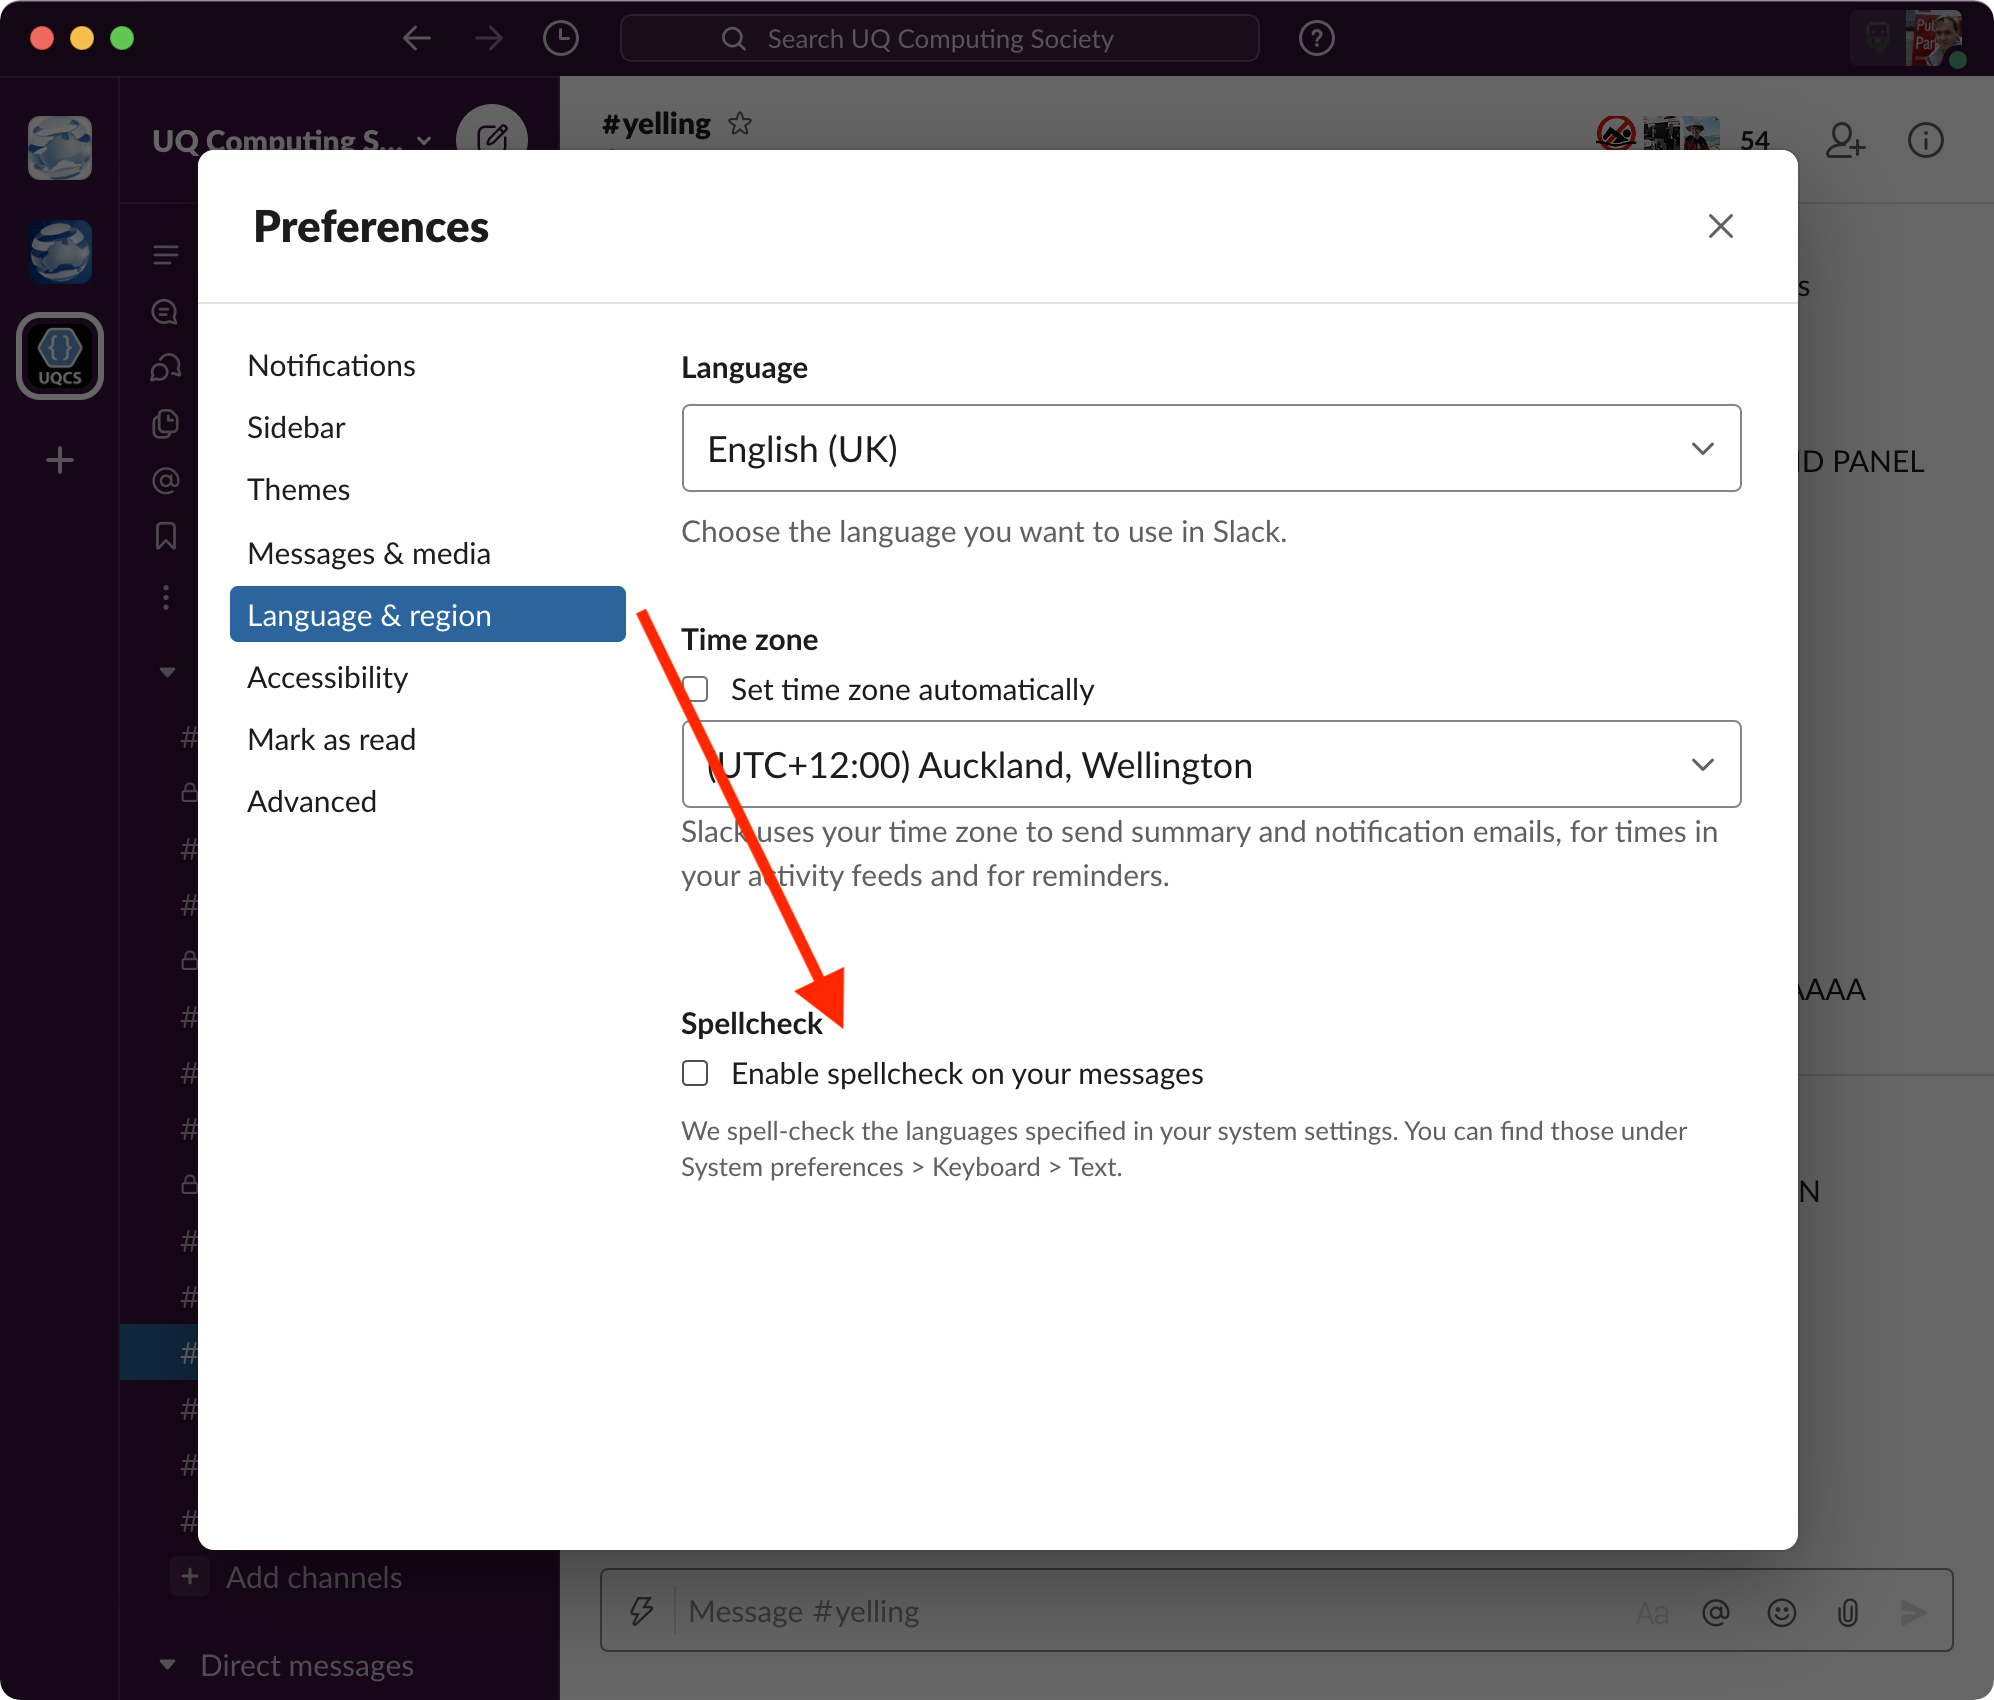 Search UQ Computing Society
UQ Computing S...
#yelling
54
UQCS
Preferences
Notifications
Sidebar
Themes
Messages & media
Language & region
Accessibility
Mark as read
Advanced
Language
English (UK)
Choose the language you want to use in Slack.
Time zone
Set time zone automatically
(UTC+12:00) Auckland, Wellington
Slack uses your time zone to send summary and notification emails, for times in
your activity feeds and for reminders.
Spellcheck
Enable spellcheck on your messages
We spell-check the languages specified in your system settings. You can find those under
System preferences > Keyboard > Text.
s
D PANEL
AAAA
N
Add channels
Direct messages
Message #yelling
Aa